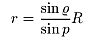 r = \frac{\sin \varrho}{\sin p} R